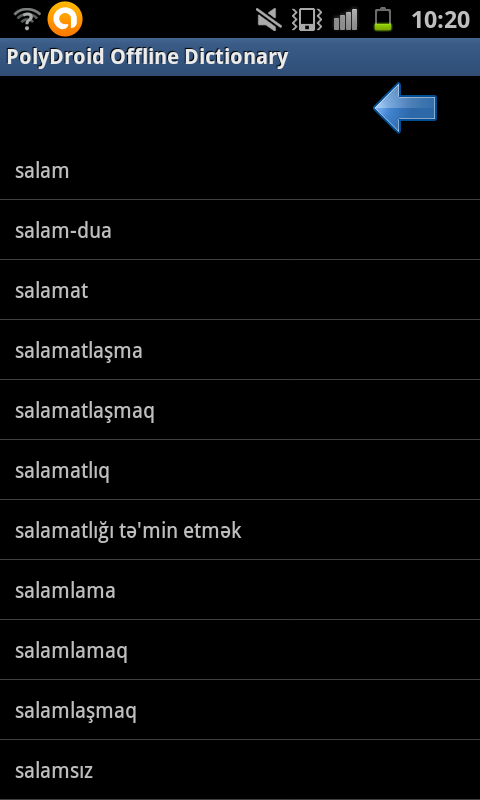 10:20
PolyDroid Offline Dictionary
salam
salam-dua
salamat
salamatlaşma
salamatlaşmaq
salamatlıq
salamatlığı tə'min etmək
salamlama
salamlamaq
salamlaşmaq
salamsız